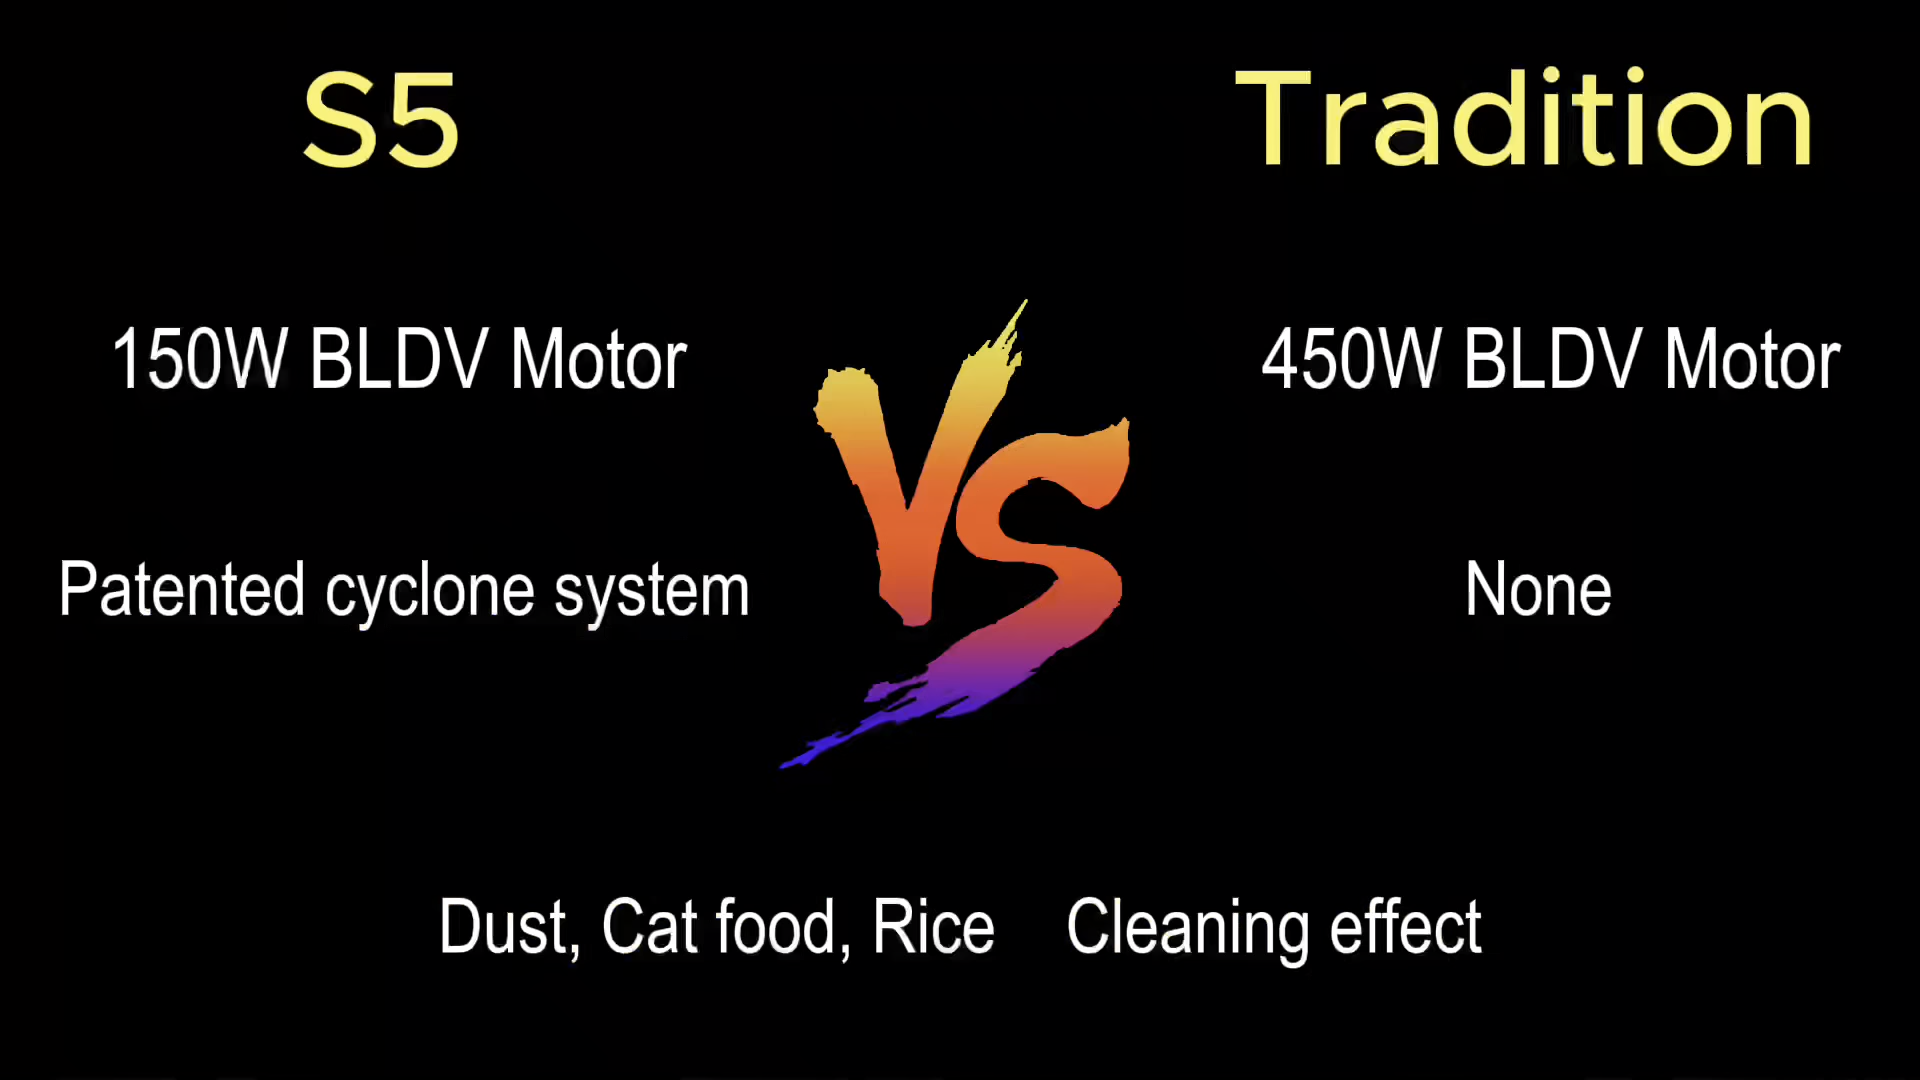 S5
Tradition
150W BLDV Motor
VS
450W BLDV Motor
Patented cyclone system
None
Dust, Cat food, Rice Cleaning effect